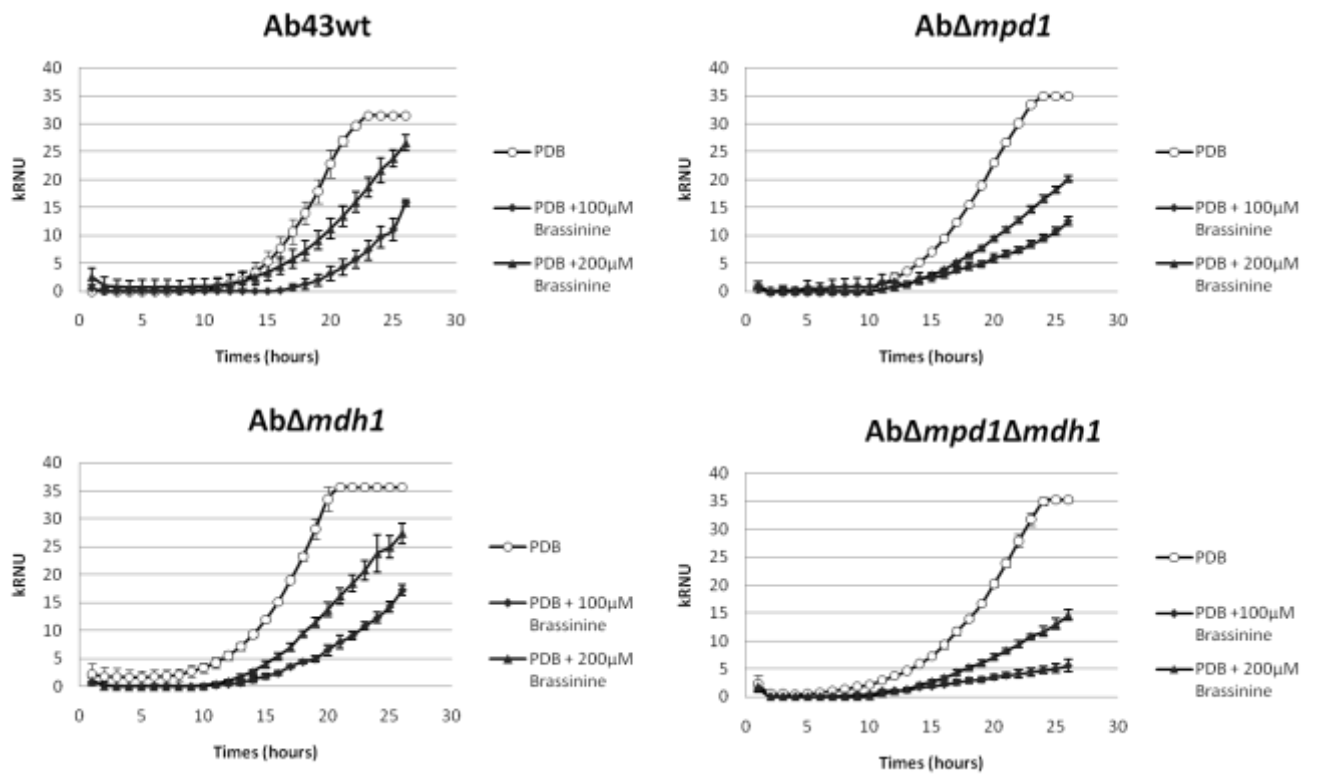 Ab43wt
40
35
30
25
20
15
10
5
0
kRNU
0 5 10 15 20 25 30
Times (hours)
PDB
PDB +100µM
Brassinine
PDB +200µM
Brassinine
AbΔmpd1
40
35
30
25
20
15
10
5
0
kRNU
0 5 10 15 20 25 30
Times (hours)
PDB
PDB + 100µM
Brassinine
PDB + 200µM
Brassinine
AbΔmdh1
40
35
30
25
20
15
10
5
0
kRNU
0 5 10 15 20 25 30
Times (hours)
PDB
PDB + 100µM
Brassinine
PDB + 200µM
Brassinine
AbΔmpd1Δmdh1
40
35
30
25
20
15
10
5
0
kRNU
0 5 10 15 20 25 30
Times (hours)
PDB
PDB +100µM
Brassinine
PDB + 200µM
Brassinine